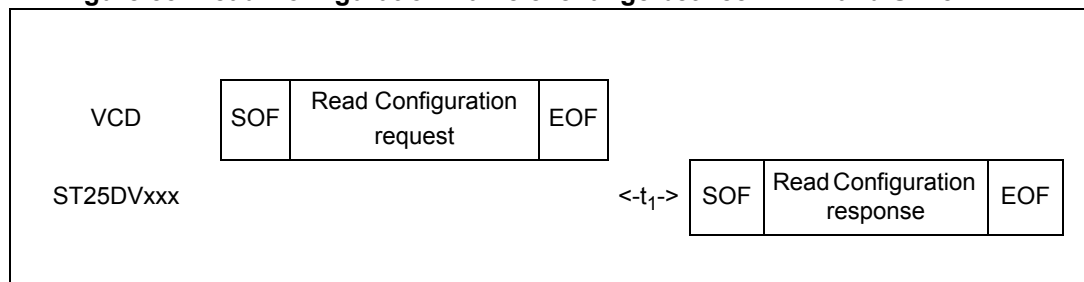 VCD SOF Read Configuration request EOF
ST25DVxxx <-t₁-> SOF Read Configuration response EOF